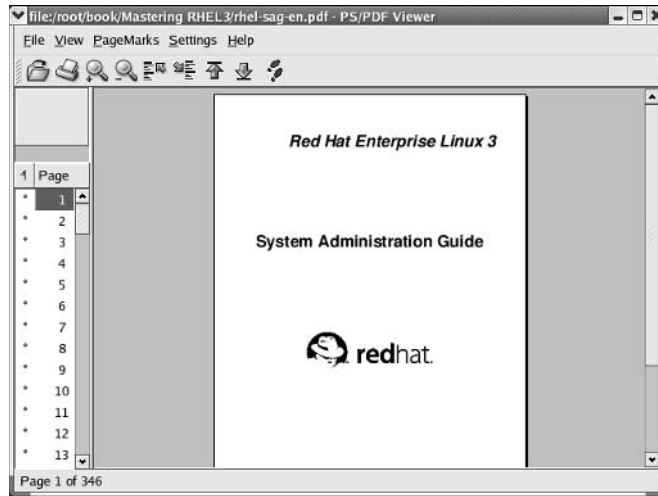 file:/root/book/Mastering RHEL3/rhel-sag-en.pdf - PS/PDF Viewer
File View PageMarks Settings Help
Page
1
2
3
4
5
6
7
8
9
10
11
12
13
Red Hat Enterprise Linux 3
System Administration Guide
redhat.
Page 1 of 346